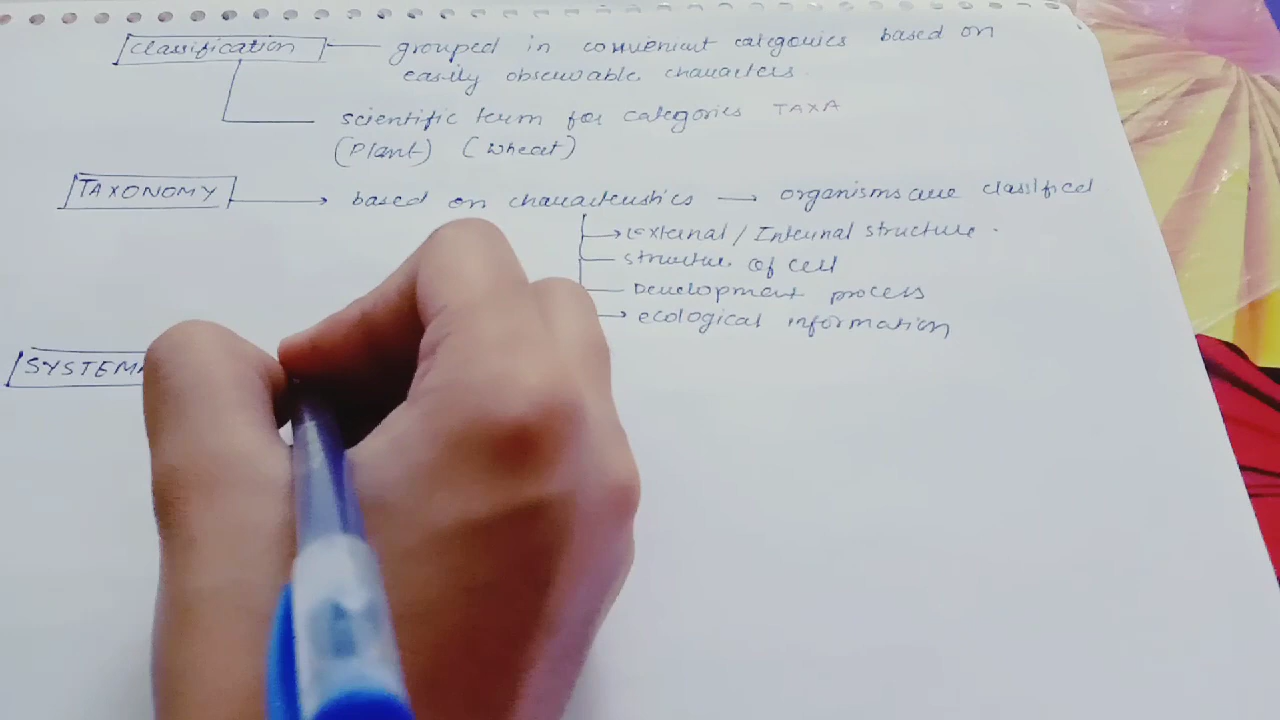 classification grouped in convenient categories based on
easily observable characters
scientific term for categories TAXA
(Plant) (wheat)
TAXONOMY based on characteristics organisms are classified
External / Internal structure
structure of cell
Development process
ecological information
SYSTEMA